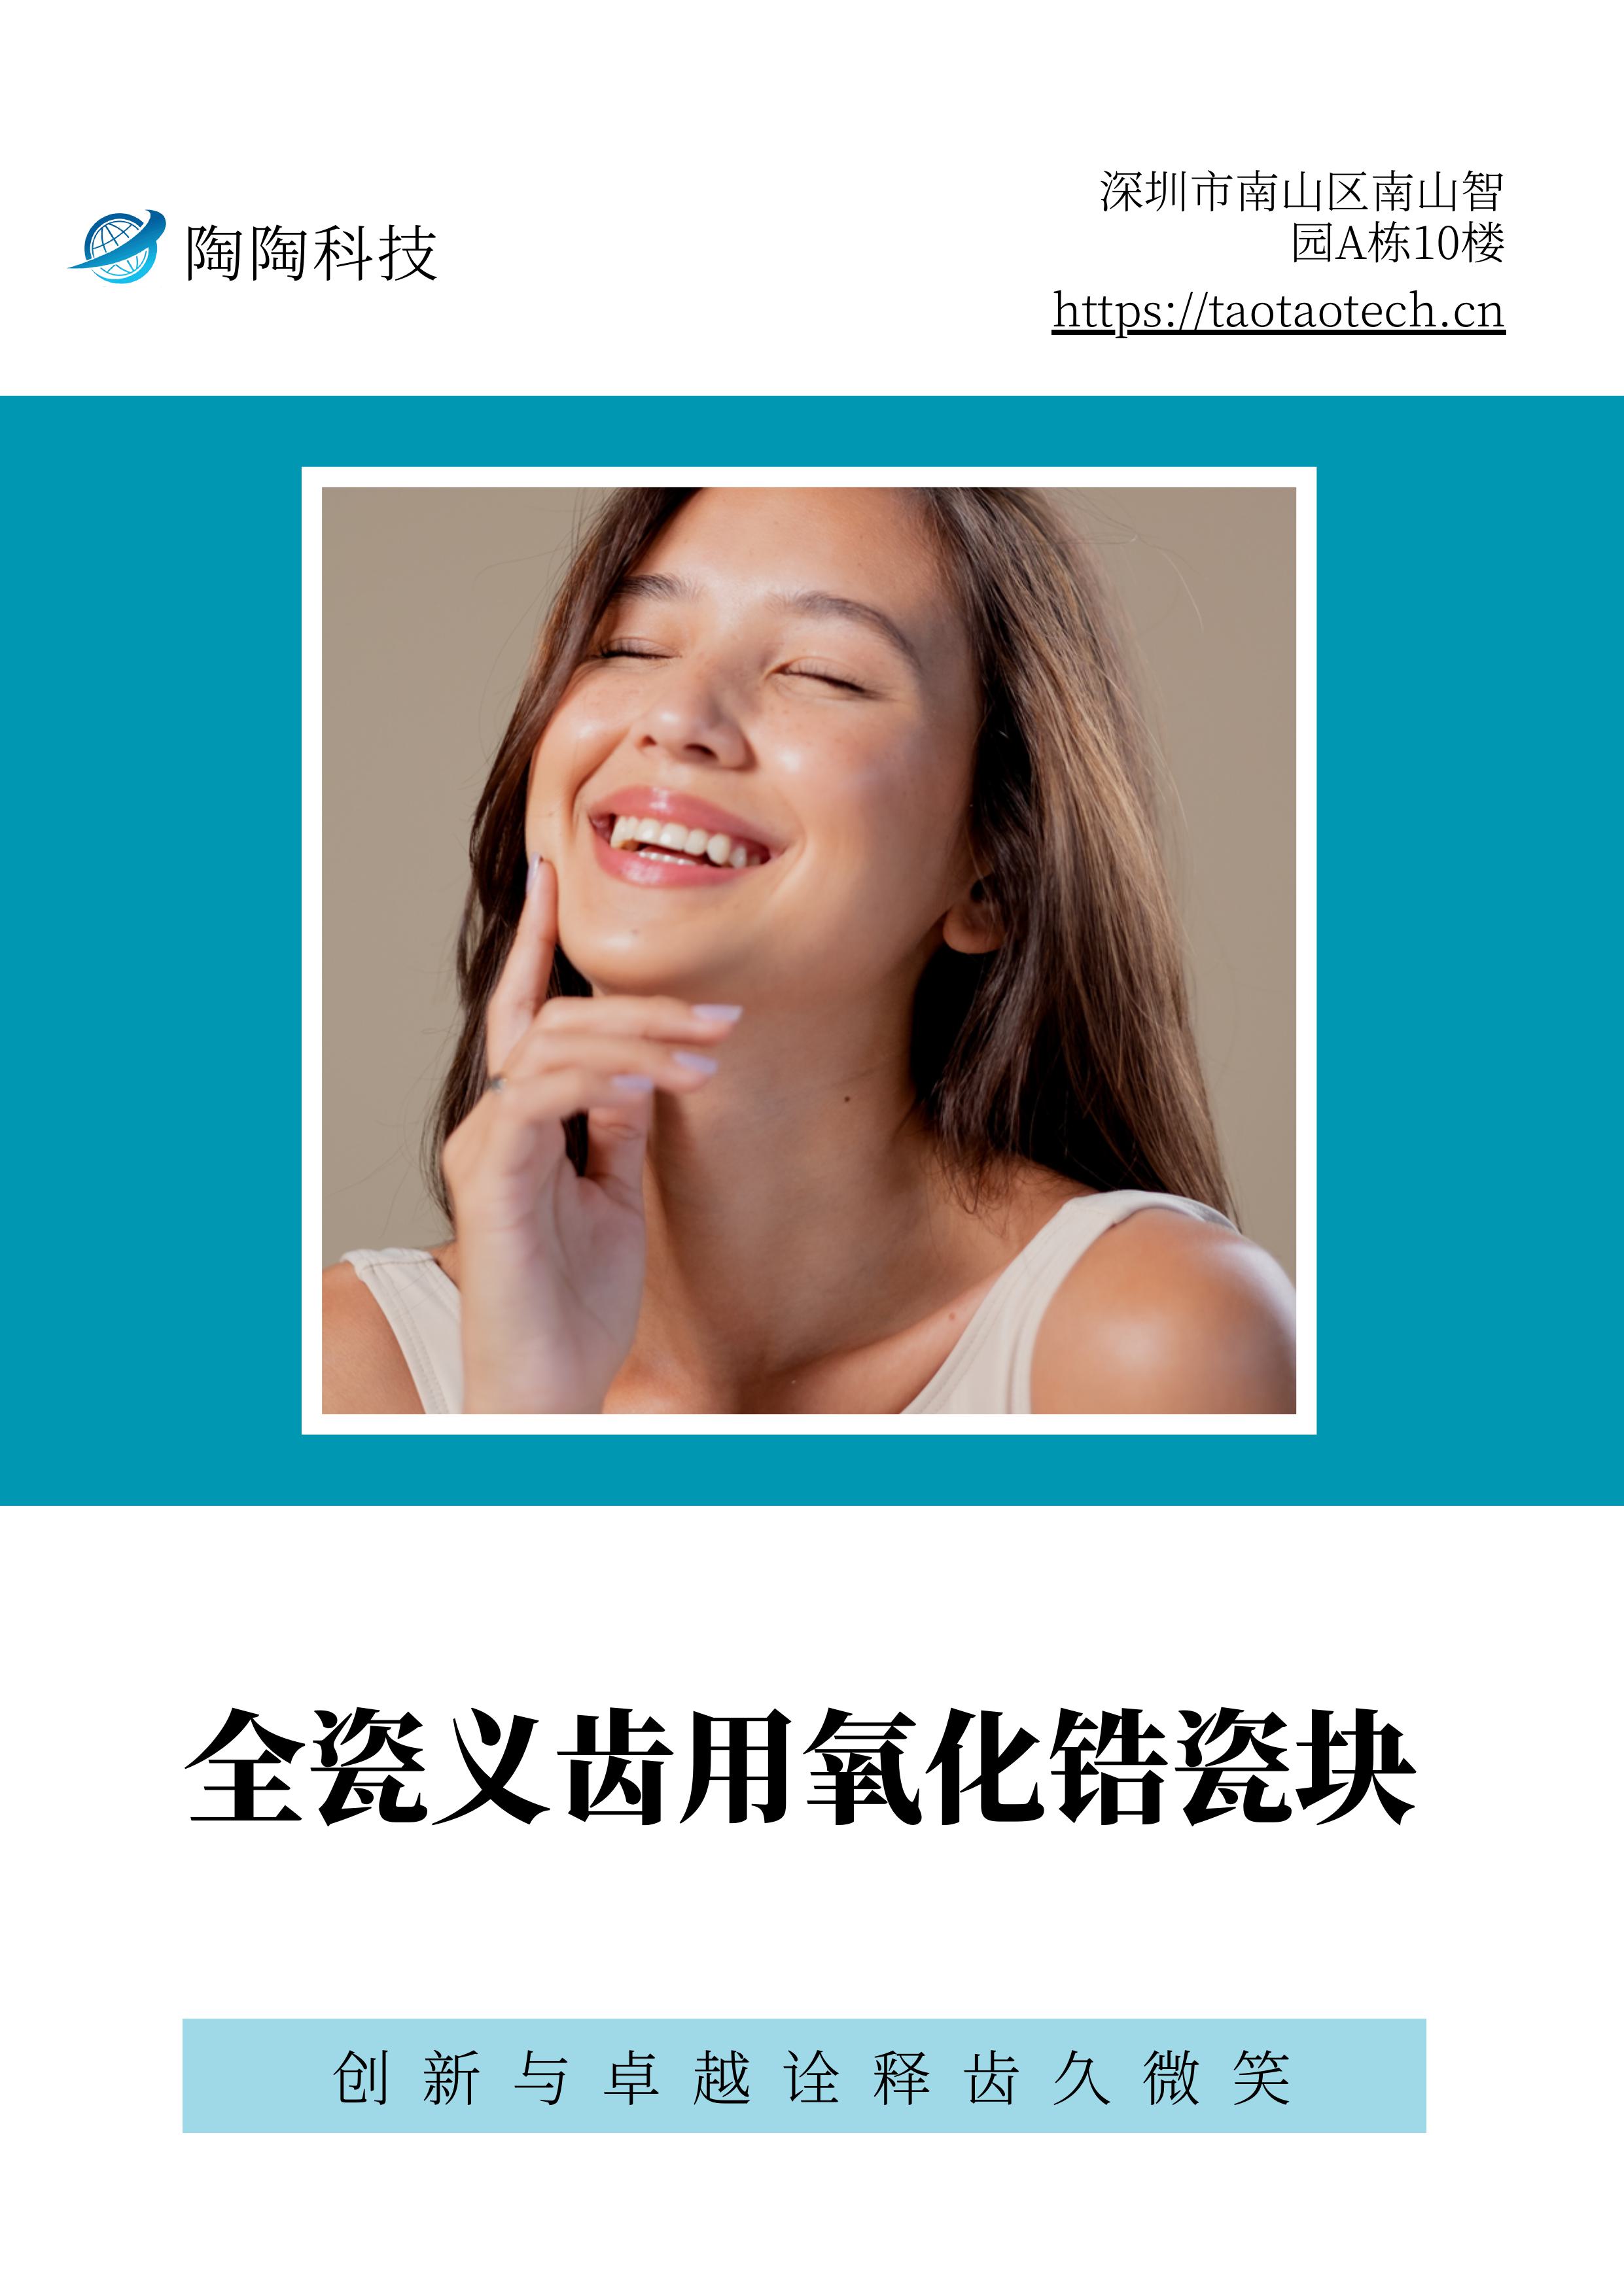 陶陶科技
深圳市南山区南山智
园A栋10楼
https://taotaotech.cn
全瓷义齿用氧化锆瓷块
创新与卓越诠释齿久微笑